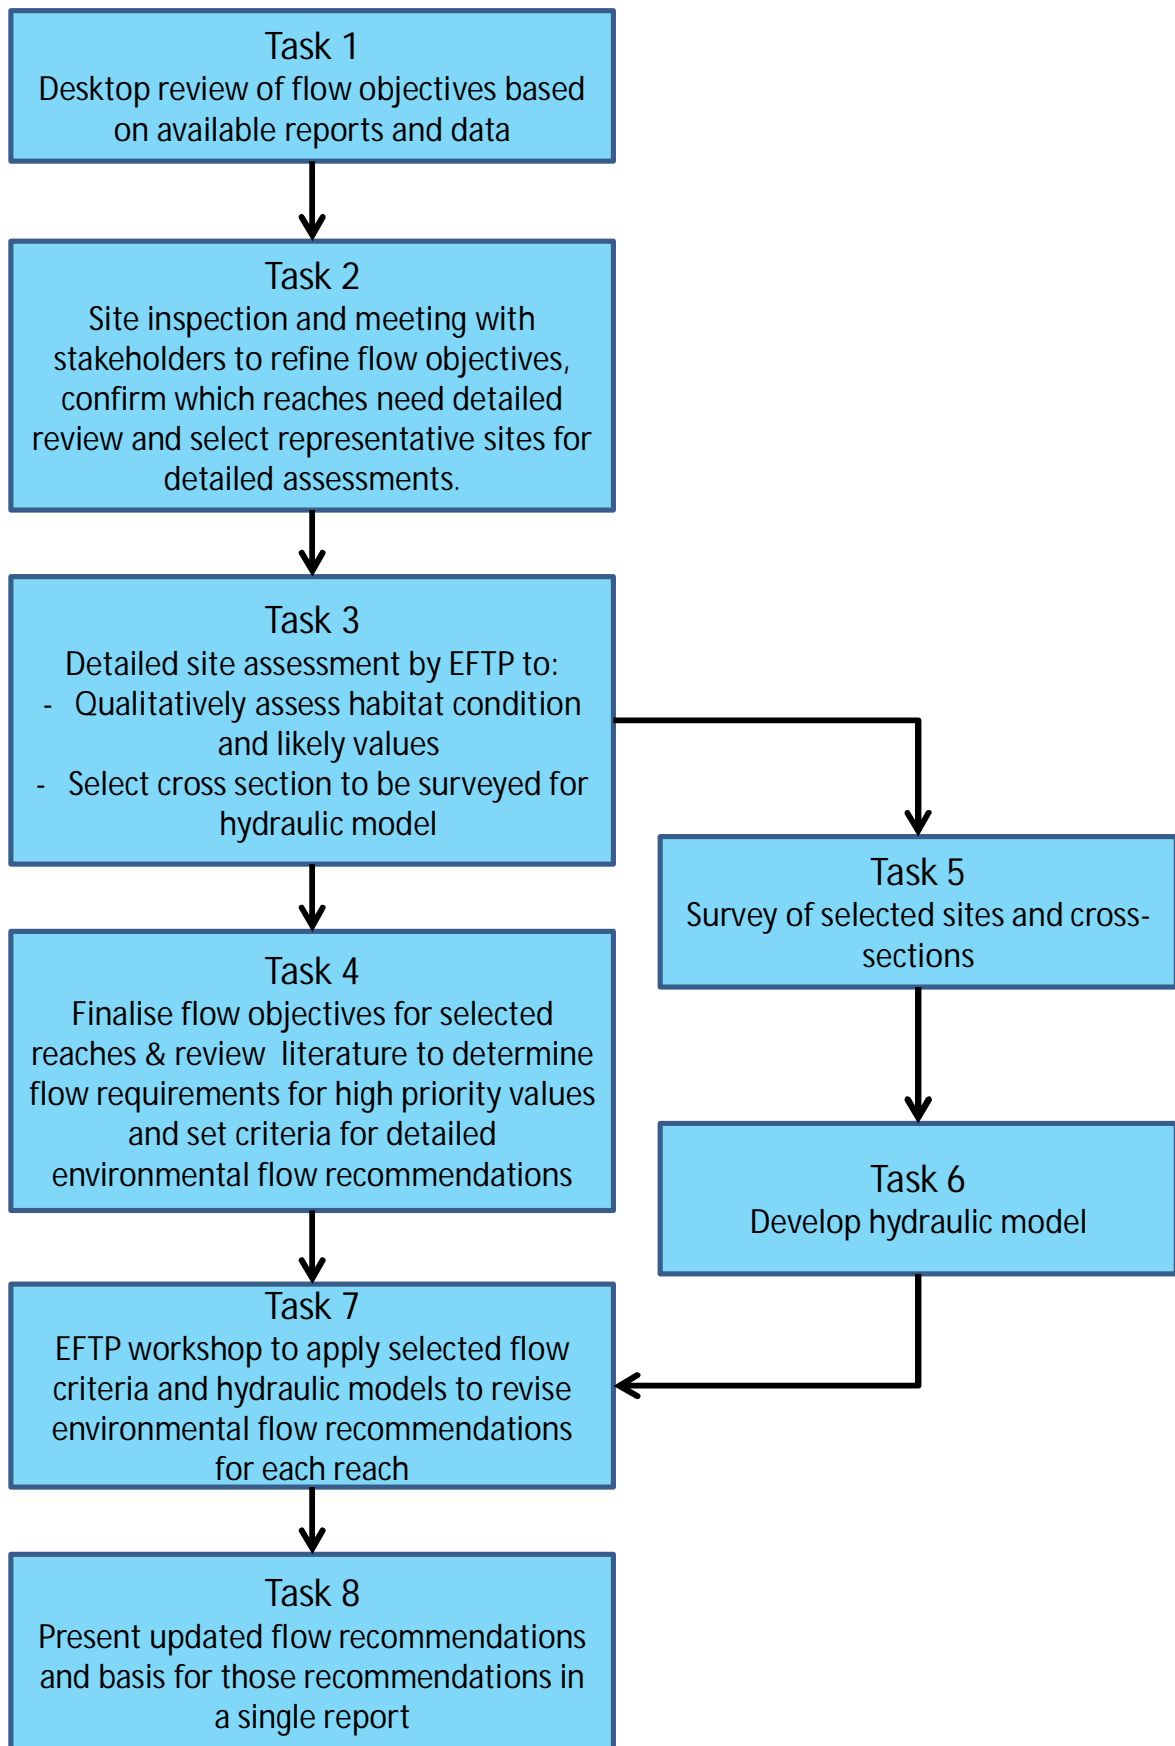 Task 1
Desktop review of flow objectives based
on available reports and data
Task 2
Site inspection and meeting with
stakeholders to refine flow objectives,
confirm which reaches need detailed
review and select representative sites for
detailed assessments.
Task 3
Detailed site assessment by EFTP to:
- Qualitatively assess habitat condition
and likely values
- Select cross section to be surveyed for
hydraulic model
Task 4
Finalise flow objectives for selected
reaches & review literature to determine
flow requirements for high priority values
and set criteria for detailed
environmental flow recommendations
Task 5
Survey of selected sites and cross-
sections
Task 6
Develop hydraulic model
Task 7
EFTP workshop to apply selected flow
criteria and hydraulic models to revise
environmental flow recommendations
for each reach
Task 8
Present updated flow recommendations
and basis for those recommendations in
a single report